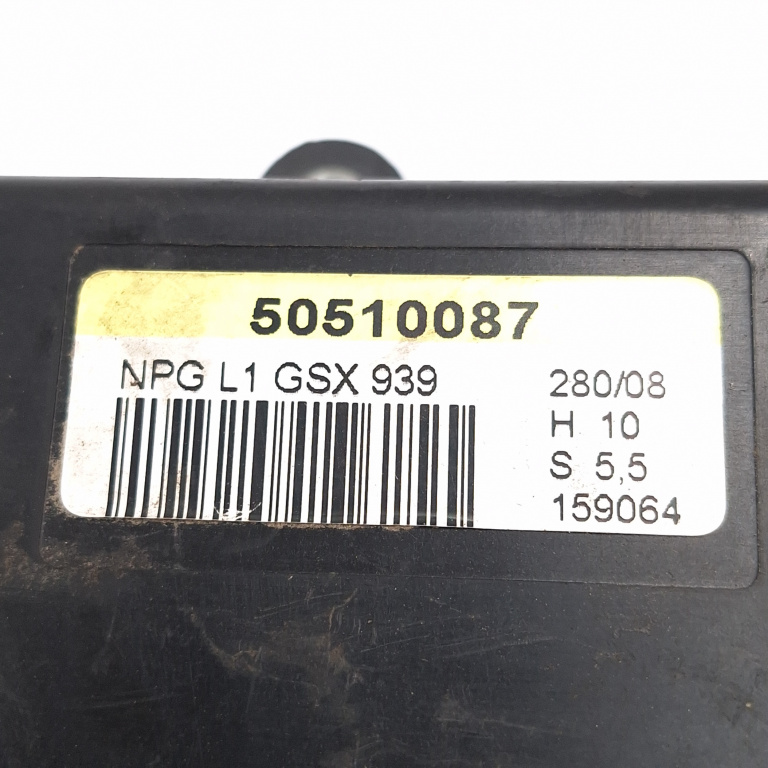 50510087
NPG L1 GSX 939
280/08
H 10
S 5,5
159064